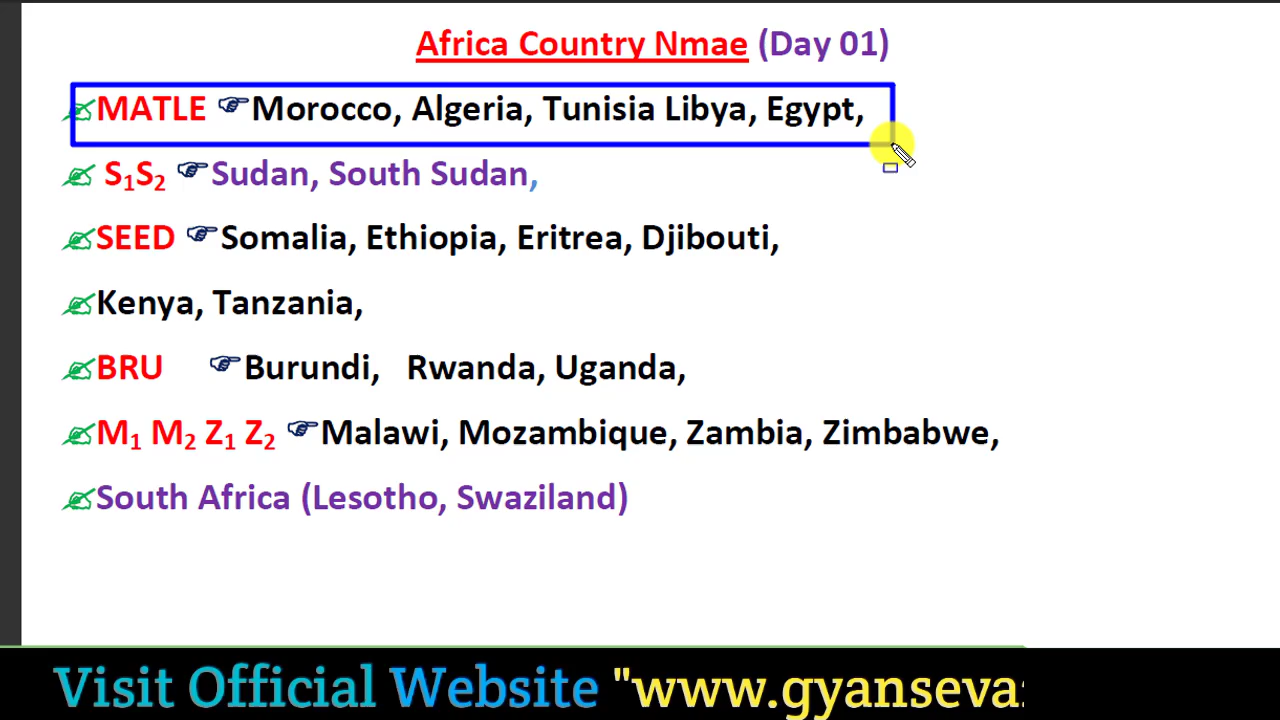 Africa Country Nmae (Day 01)
MATLE Morocco, Algeria, Tunisia Libya, Egypt,
S₁S₂ Sudan, South Sudan,
SEED Somalia, Ethiopia, Eritrea, Djibouti,
Kenya, Tanzania,
BRU Burundi, Rwanda, Uganda,
M₁ M₂ Z₁ Z₂ Malawi, Mozambique, Zambia, Zimbabwe,
South Africa (Lesotho, Swaziland)
Visit Official Website "www.gyanseva